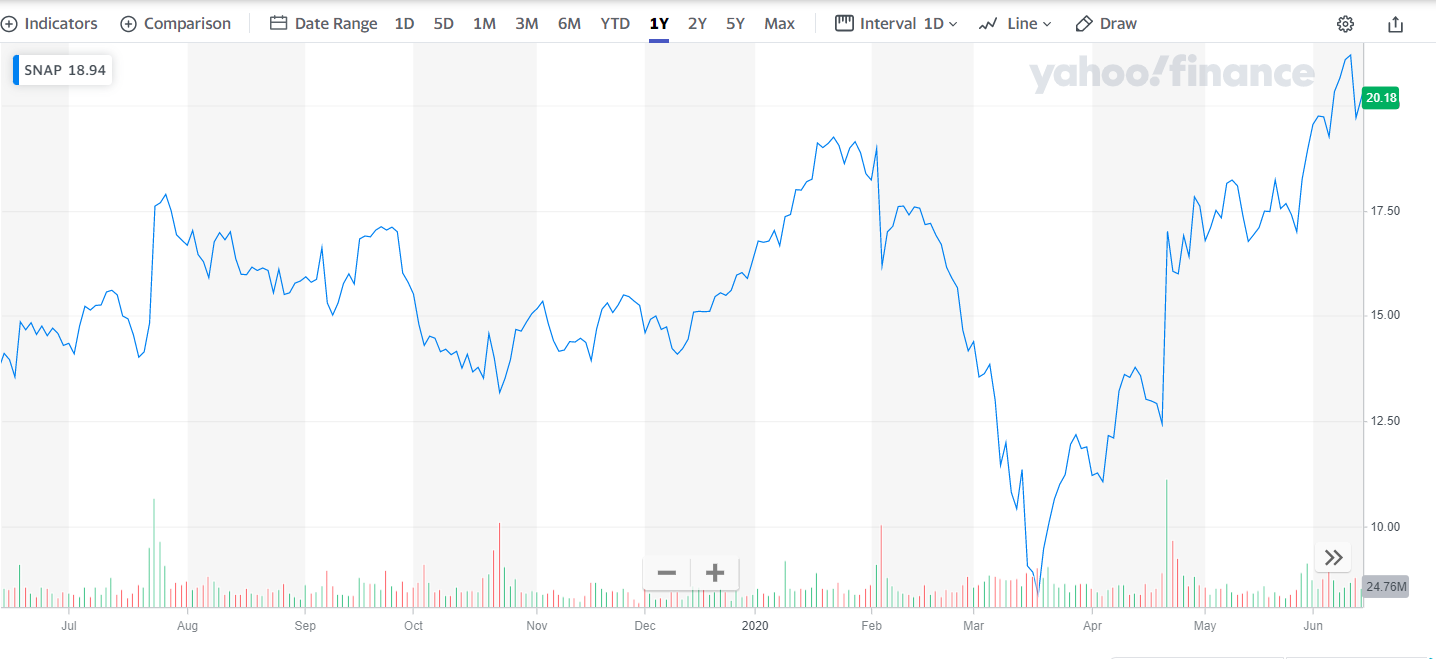 Indicators Comparison Date Range 1D 5D 1M 3M 6M YTD 1Y 2Y 5Y Max Interval 1D Line Draw
SNAP 18.94
yahoo!finance
20.18
17.50
15.00
12.50
10.00
24.76M
Jul Aug Sep Oct Nov Dec 2020 Feb Mar Apr May Jun